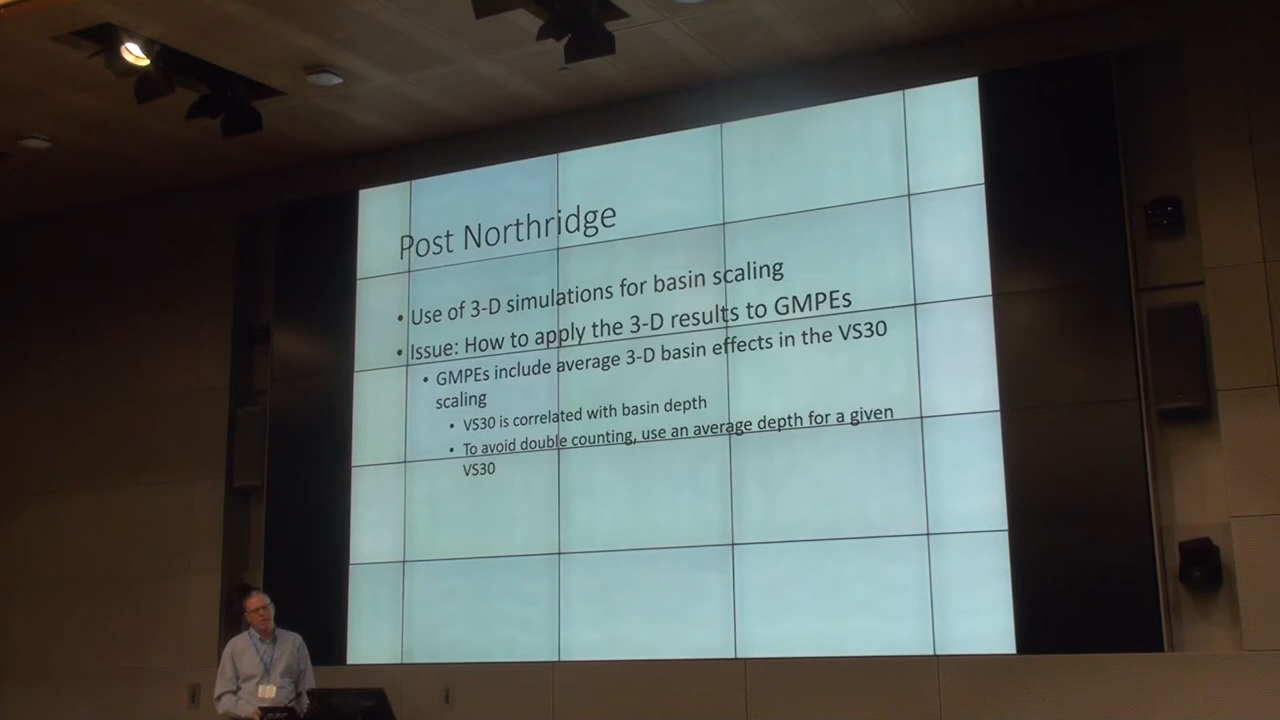 Post Northridge
• Use of 3-D simulations for basin scaling
• Issue: How to apply the 3-D results to GMPEs
• GMPEs include average 3-D basin effects in the VS30
scaling
• VS30 is correlated with basin depth
• To avoid double counting, use an average depth for a given
VS30